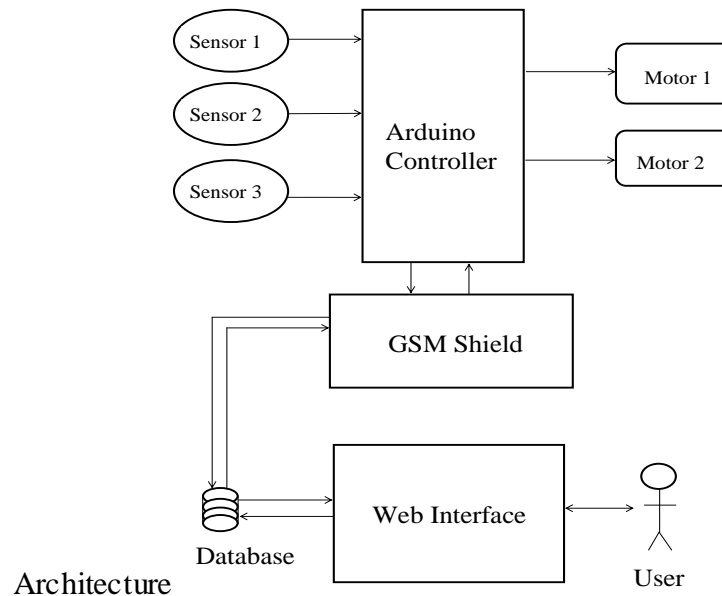 Sensor 1
Sensor 2
Sensor 3
Arduino
Controller
Motor 1
Motor 2
GSM Shield
Web Interface
Database
User
Architecture